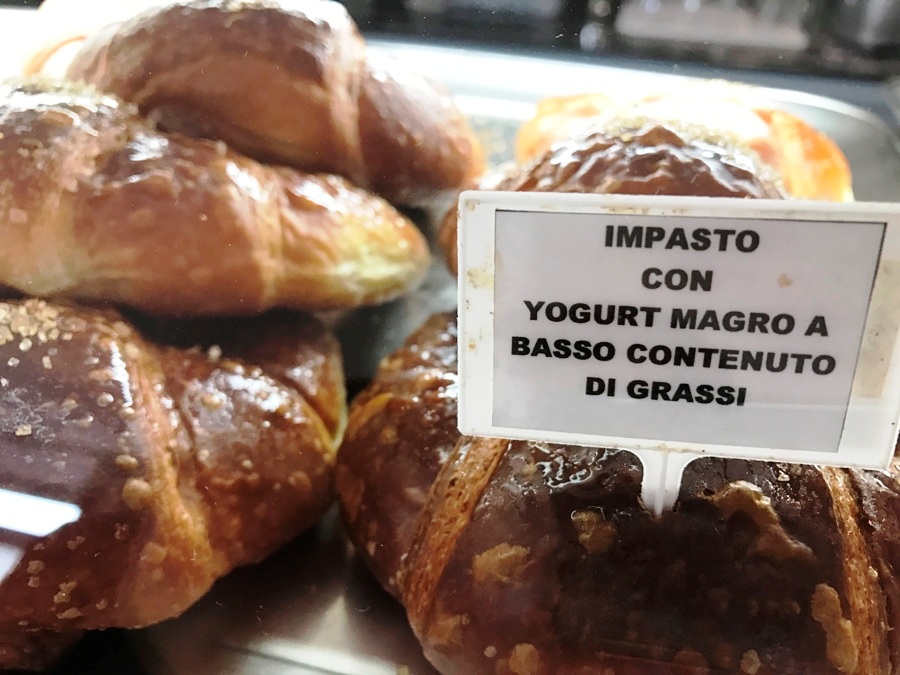 IMPASTO
CON
YOGURT MAGRO A
BASSO CONTENUTO
DI GRASSI